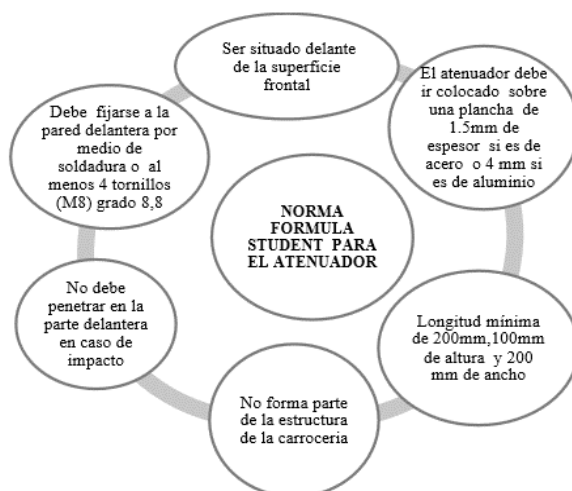 Ser situado delante
de la superficie
frontal
El atenuador debe
ir colocado sobre
una plancha de
1.5mm de
espesor si es de
acero o 4 mm si
es de aluminio
Longitud mínima
de 200mm,100mm
de altura y 200
mm de ancho
No forma parte
de la estructura
de la carroceria
No debe
penetrar en la
parte delantera
en caso de
impacto
Debe fijarse a la
pared delantera por
medio de
soldadura o al
menos 4 tornillos
(M8) grado 8,8
NORMA
FORMULA
STUDENT PARA
EL ATENUADOR